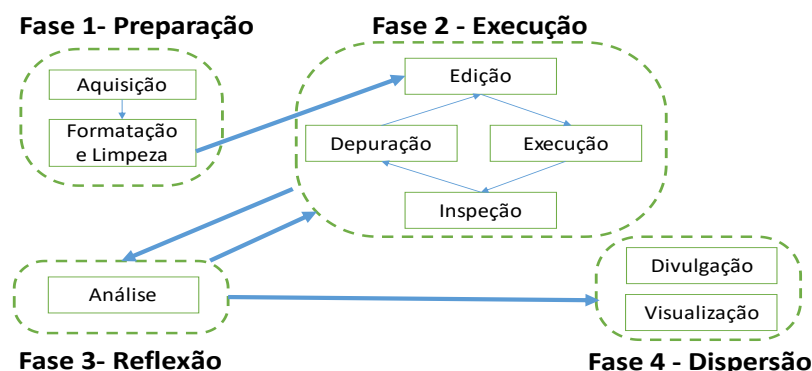 Fase 1- Preparação
Aquisição
Formatação
e Limpeza
Fase 2 - Execução
Edição
Depuração
Execução
Inspeção
Análise
Fase 3- Reflexão
Divulgação
Visualização
Fase 4 - Dispersão